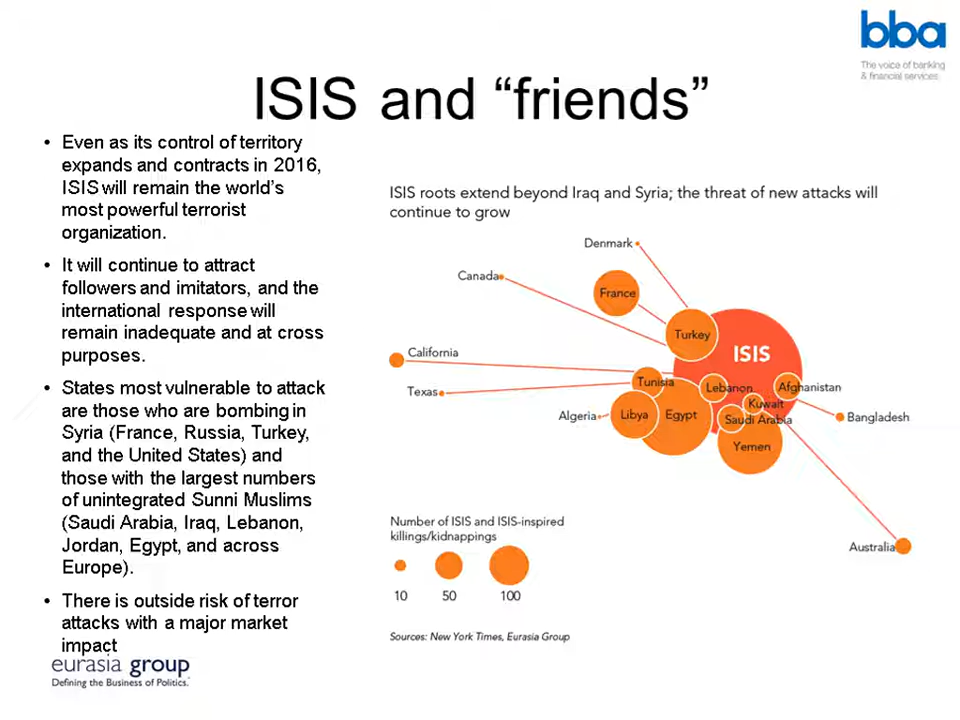 bba
The voice of banking
& financial services.
ISIS and “friends”
• Even as its control of territory
expands and contracts in 2016,
ISIS will remain the world’s
most powerful terrorist
organization.
• It will continue to attract
followers and imitators, and the
international response will
remain inadequate and at cross
purposes.
• States most vulnerable to attack
are those who are bombing in
Syria (France, Russia, Turkey,
and the United States) and
those with the largest numbers
of unintegrated Sunni Muslims
(Saudi Arabia, Iraq, Lebanon,
Jordan, Egypt, and across
Europe).
• There is outside risk of terror
attacks with a major market
impact
eurasia group
Defining the Business of Politics.
ISIS roots extend beyond Iraq and Syria; the threat of new attacks will
continue to grow
Denmark
Canada
France
Turkey
ISIS
California
Texas
Tunisia
Lebanon
Afghanistan
Kuwait
Algeria
Libya
Egypt
Saudi Arabia
Bangladesh
Yemen
Australia
Number of ISIS and ISIS-inspired
killings/kidnappings
10 50 100
Sources: New York Times, Eurasia Group